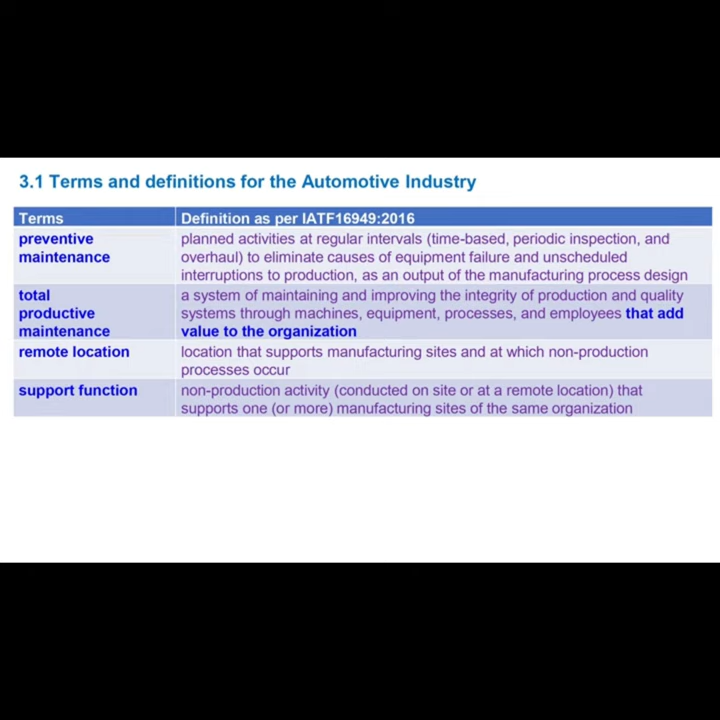 3.1 Terms and definitions for the Automotive Industry
Terms
Definition as per IATF16949:2016
preventive
maintenance
planned activities at regular intervals (time-based, periodic inspection, and
overhaul) to eliminate causes of equipment failure and unscheduled
interruptions to production, as an output of the manufacturing process design
total
productive
maintenance
a system of maintaining and improving the integrity of production and quality
systems through machines, equipment, processes, and employees that add
value to the organization
remote location
location that supports manufacturing sites and at which non-production
processes occur
support function
non-production activity (conducted on site or at a remote location) that
supports one (or more) manufacturing sites of the same organization